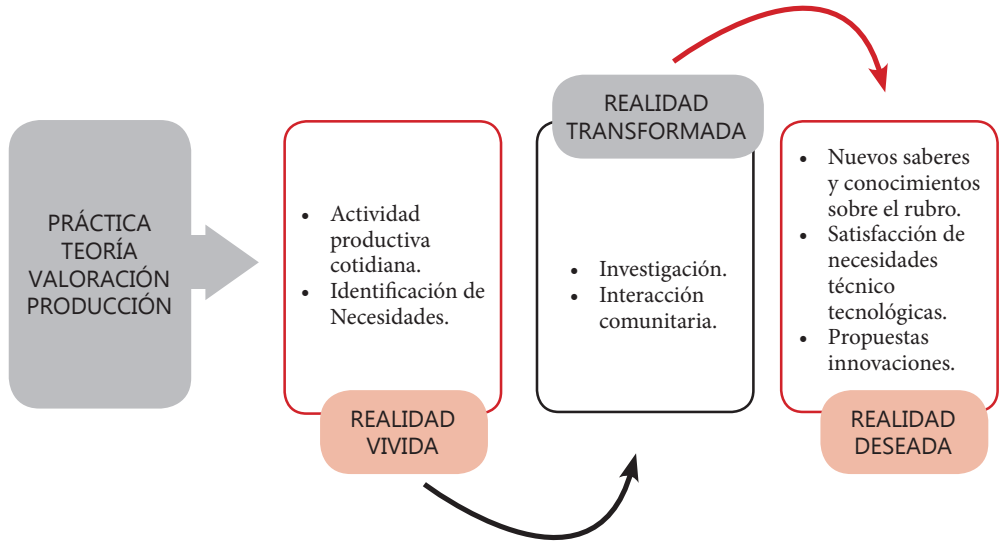 PRÁCTICA
TEORÍA
VALORACIÓN
PRODUCCIÓN
• Actividad
productiva
cotidiana.
• Identificación de
Necesidades.
REALIDAD
VIVIDA
REALIDAD
TRANSFORMADA
• Investigación.
• Interacción
comunitaria.
• Nuevos saberes
y conocimientos
sobre el rubro.
• Satisfacción de
necesidades
técnico
tecnológicas.
• Propuestas
innovaciones.
REALIDAD
DESEADA